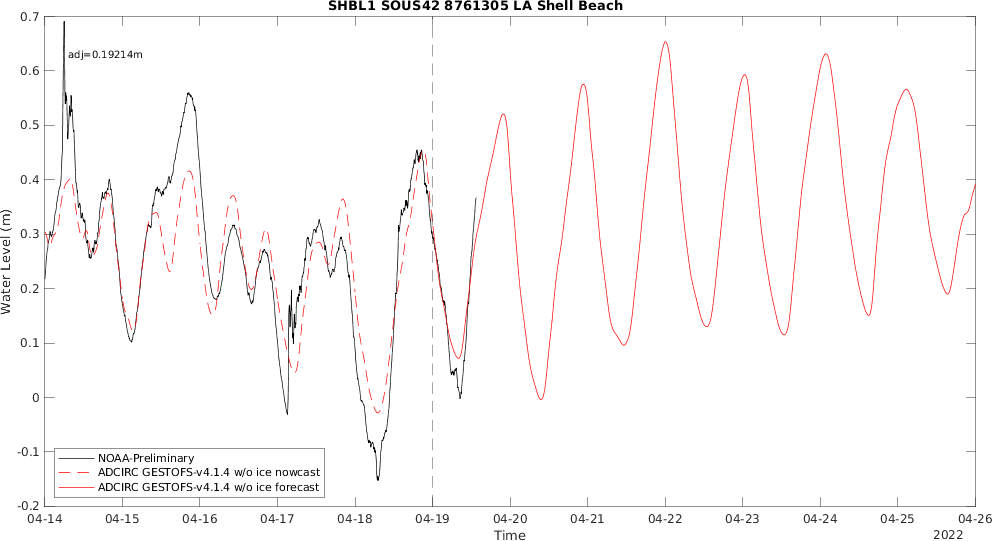 SHBL1 SOUS42 8761305 LA Shell Beach
adj=0.19214m
Water Level (m)
0.7
0.6
0.5
0.4
0.3
0.2
0.1
0
-0.1
-0.2
NOAA-Preliminary
ADCIRC GESTOFS-v4.1.4 w/o ice nowcast
ADCIRC GESTOFS-v4.1.4 w/o ice forecast
04-14 04-15 04-16 04-17 04-18 04-19 04-20 04-21 04-22 04-23 04-24 04-25 04-26
Time
2022